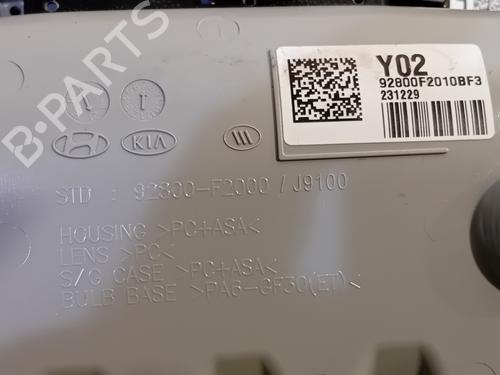 B-PARTS
Y02
92800F2010BF3
231229
KIA
STD : 92800-F2000 / J9100
HOUSING >PC+ASA<
LENS >PC<
S/G CASE >PC+ASA<
BULB BASE >PA6-GF30(ET)<